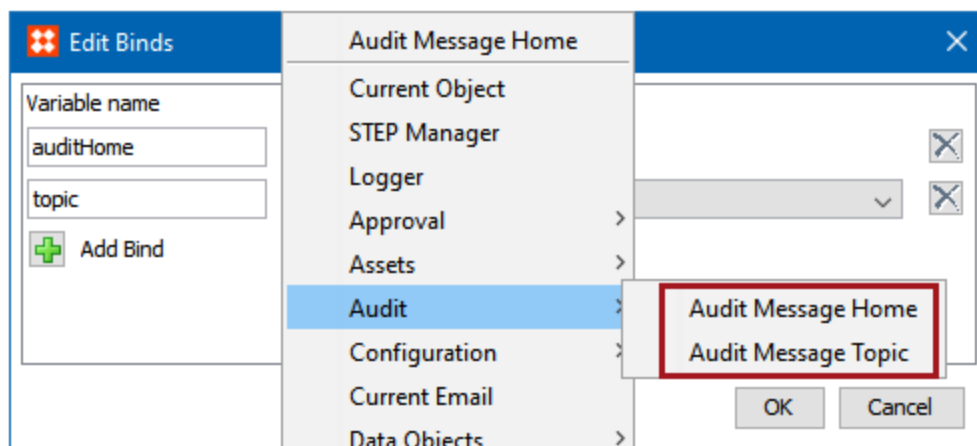 Edit Binds
Variable name
auditHome
topic
Add Bind
Audit Message Home
Current Object
STEP Manager
Logger
Approval
Assets
Audit
Configuration
Current Email
Data Objects
Audit Message Home
Audit Message Topic
OK
Cancel